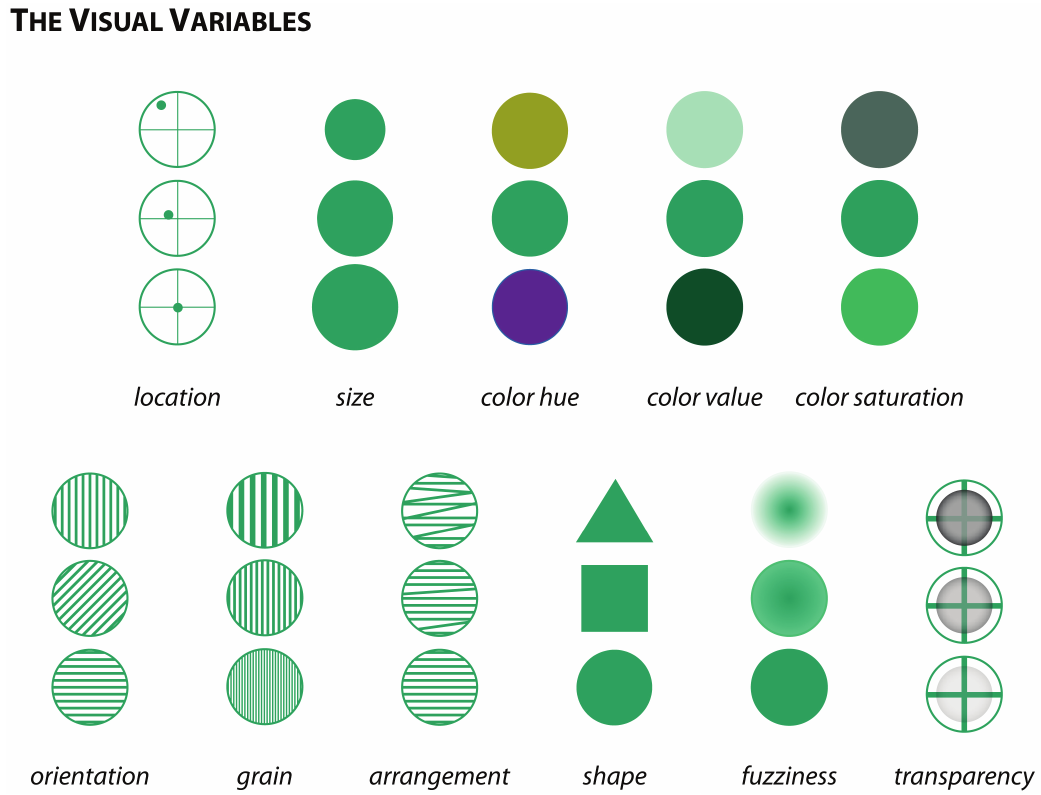 THE VISUAL VARIABLES
location size color hue color value color saturation
orientation grain arrangement shape fuzziness transparency